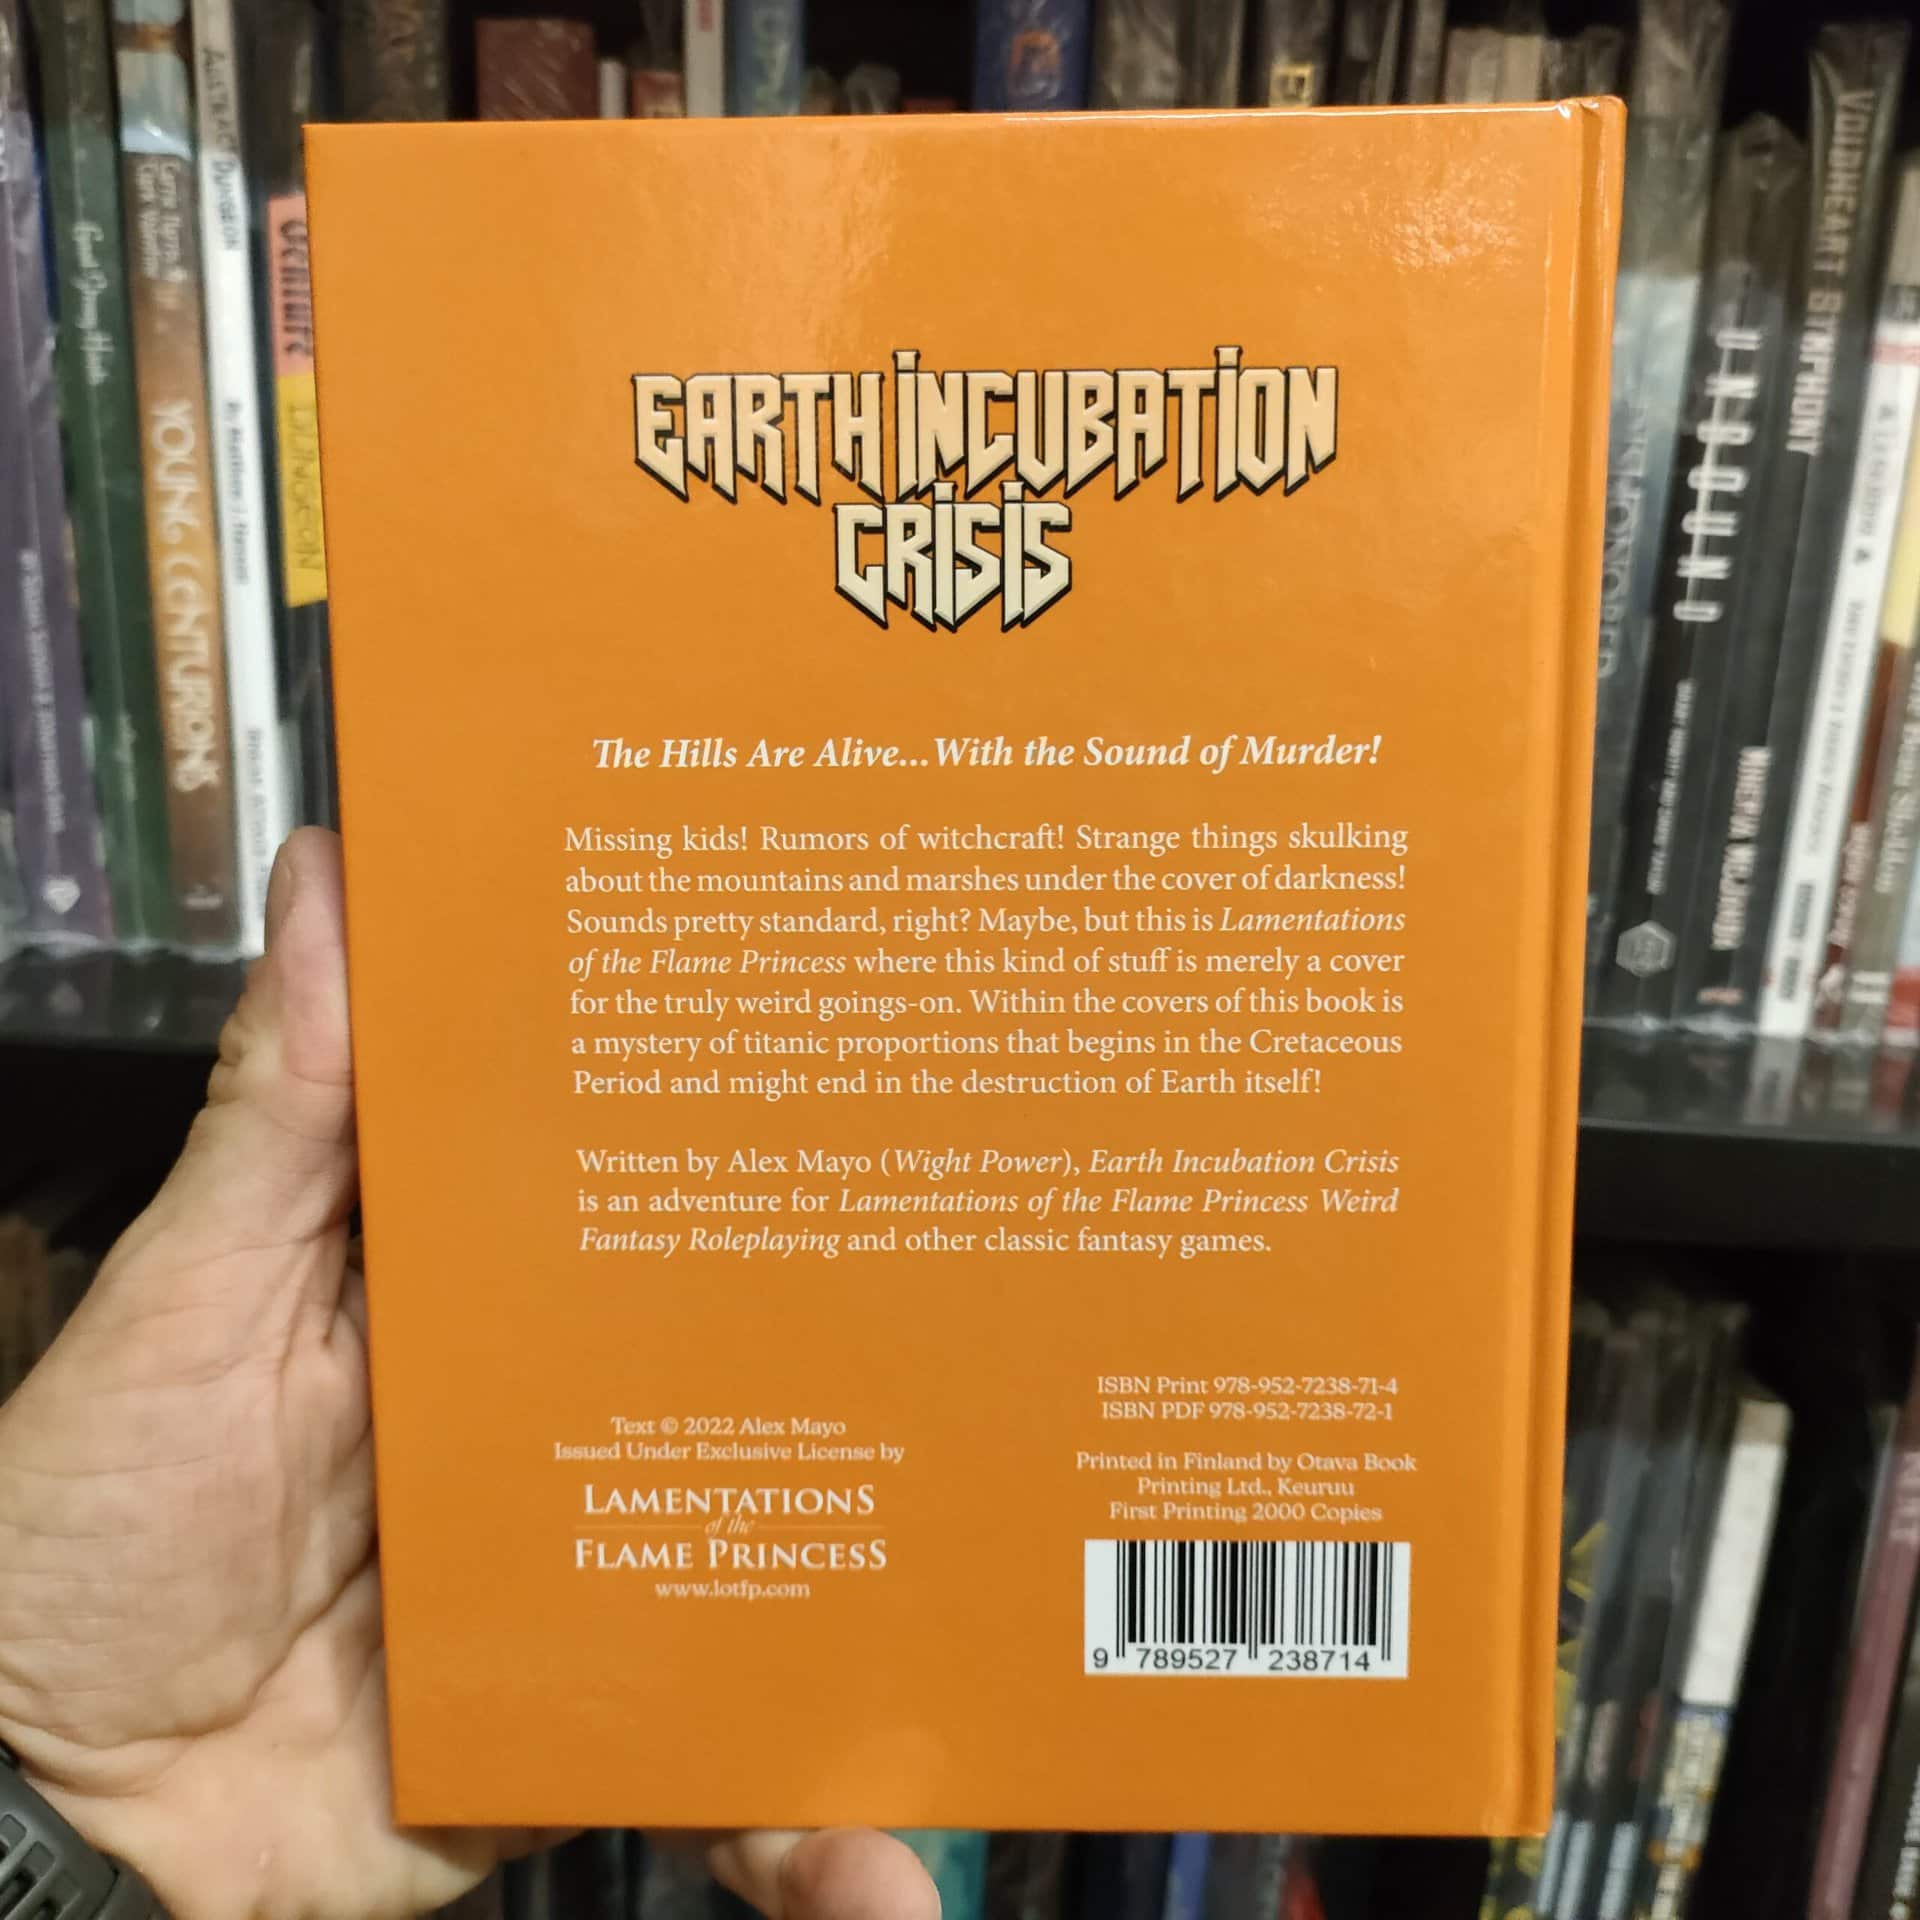 EARTH INCUBATION
CRISIS
The Hills Are Alive...With the Sound of Murder!
Missing kids! Rumors of witchcraft! Strange things skulking
about the mountains and marshes under the cover of darkness!
Sounds pretty standard, right? Maybe, but this is Lamentations
of the Flame Princess where this kind of stuff is merely a cover
for the truly weird goings-on. Within the covers of this book is
a mystery of titanic proportions that begins in the Cretaceous
Period and might end in the destruction of Earth itself!
Written by Alex Mayo (Wight Power), Earth Incubation Crisis
is an adventure for Lamentations of the Flame Princess Weird
Fantasy Roleplaying and other classic fantasy games.
Text © 2022 Alex Mayo
Issued Under Exclusive License by
LAMENTATIONS
of the
FLAME PRINCESS
www.lotfp.com
ISBN Print 978-952-7238-71-4
ISBN PDF 978-952-7238-72-1
Printed in Finland by Otava Book
Printing Ltd., Keuruu
First Printing 2000 Copies
9 789527 238714
YOUNG CENTURIONS
DUNGEON
UNBOUND
VOIDHEART SYMPHONY